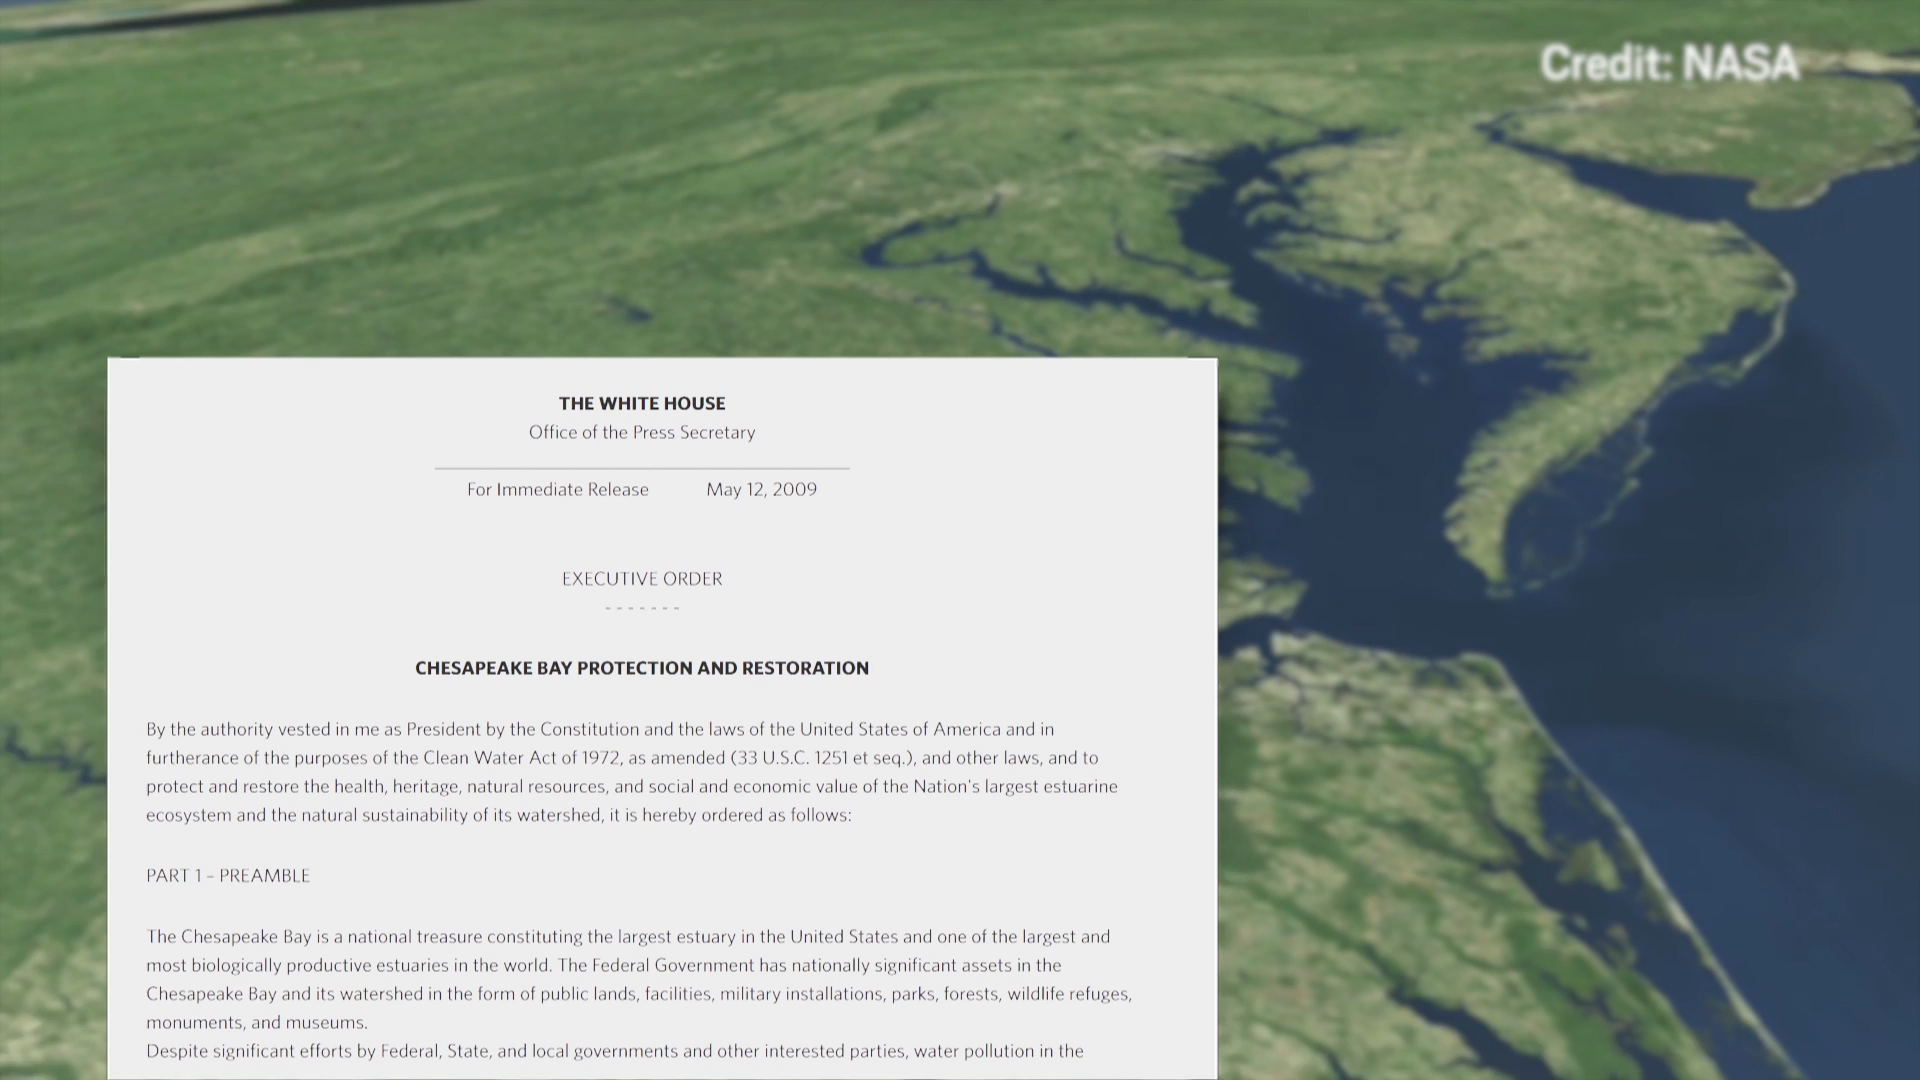 Credit: NASA
THE WHITE HOUSE
Office of the Press Secretary
For Immediate Release May 12, 2009
EXECUTIVE ORDER
- - - - - - -
CHESAPEAKE BAY PROTECTION AND RESTORATION
By the authority vested in me as President by the Constitution and the laws of the United States of America and in
furtherance of the purposes of the Clean Water Act of 1972, as amended (33 U.S.C. 1251 et seq.), and other laws, and to
protect and restore the health, heritage, natural resources, and social and economic value of the Nation's largest estuarine
ecosystem and the natural sustainability of its watershed, it is hereby ordered as follows:
PART 1 – PREAMBLE
The Chesapeake Bay is a national treasure constituting the largest estuary in the United States and one of the largest and
most biologically productive estuaries in the world. The Federal Government has nationally significant assets in the
Chesapeake Bay and its watershed in the form of public lands, facilities, military installations, parks, forests, wildlife refuges,
monuments, and museums.
Despite significant efforts by Federal, State, and local governments and other interested parties, water pollution in the